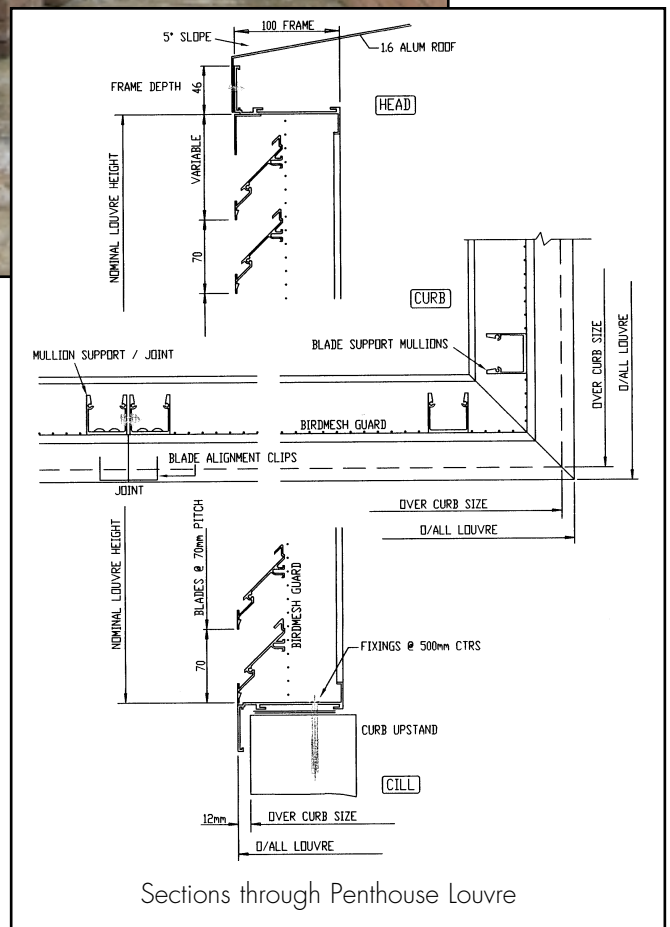 100 FRAME
5° SLOPE
1.6 ALUM ROOF
FRAME DEPTH
46
HEAD
VARIABLE
NOMINAL LOUVRE HEIGHT
70
CURB
MULLION SUPPORT / JOINT
BLADE SUPPORT MULLIONS
OVER CURB SIZE
O/ALL LOUVRE
BIRDMESH GUARD
BLADE ALIGNMENT CLIPS
JOINT
OVER CURB SIZE
O/ALL LOUVRE
NOMINAL LOUVRE HEIGHT
BLADES @ 70mm PITCH
BIRDMESH GUARD
70
FIXINGS @ 500mm CTRS
CURB UPSTAND
CILL
12mm
OVER CURB SIZE
O/ALL LOUVRE
Sections through Penthouse Louvre